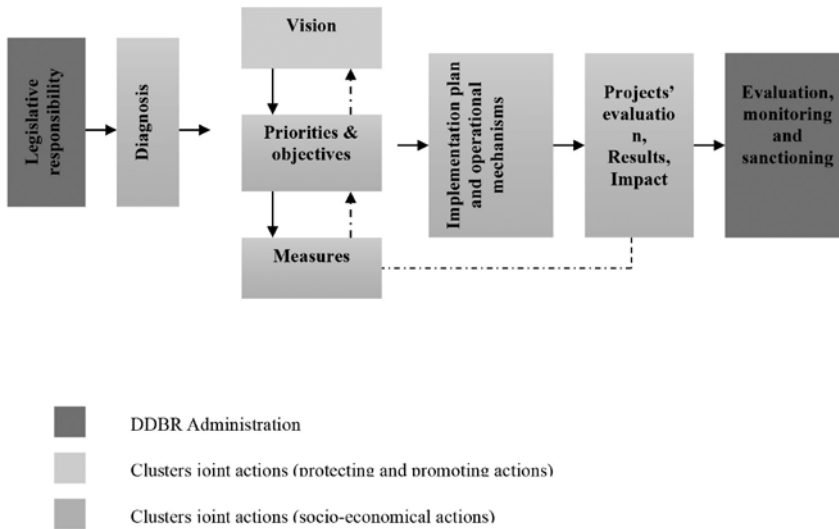 Legislative
responsibility
Diagnosis
Vision
Priorities &
objectives
Measures
Implementation plan
and operational
mechanisms
Projects'
evaluatio
n,
Results,
Impact
Evaluation,
monitoring
and
sanctioning
DDBR Administration
Clusters joint actions (protecting and promoting actions)
Clusters joint actions (socio-economical actions)